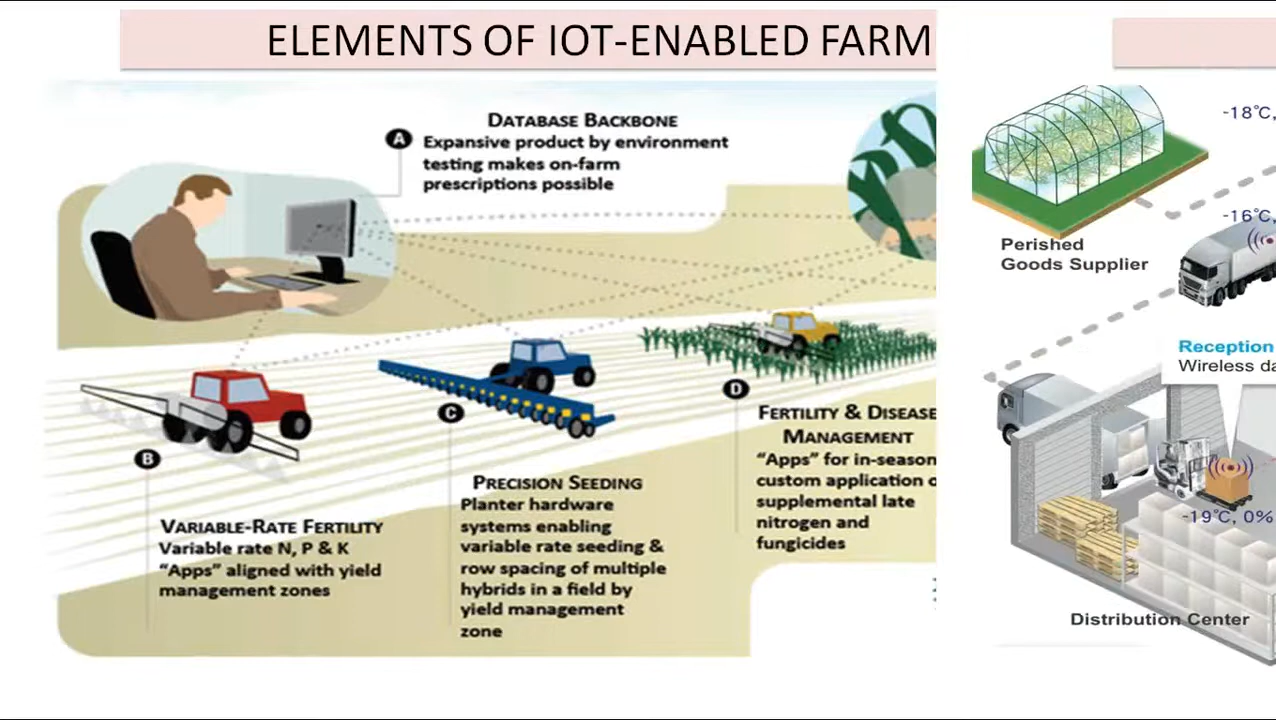 ELEMENTS OF IOT-ENABLED FARM
A
DATABASE BACKBONE
Expansive product by environment
testing makes on-farm
prescriptions possible
B
VARIABLE-RATE FERTILITY
Variable rate N, P & K
“Apps” aligned with yield
management zones
C
PRECISION SEEDING
Planter hardware
systems enabling
variable rate seeding &
row spacing of multiple
hybrids in a field by
yield management
zone
D
FERTILITY & DISEASE
MANAGEMENT
“Apps” for in-season
custom application
supplemental late
nitrogen and
fungicides
-18°C,
Perished
Goods Supplier
-16°C,
Reception
Wireless
-19°C, 0%
Distribution Center